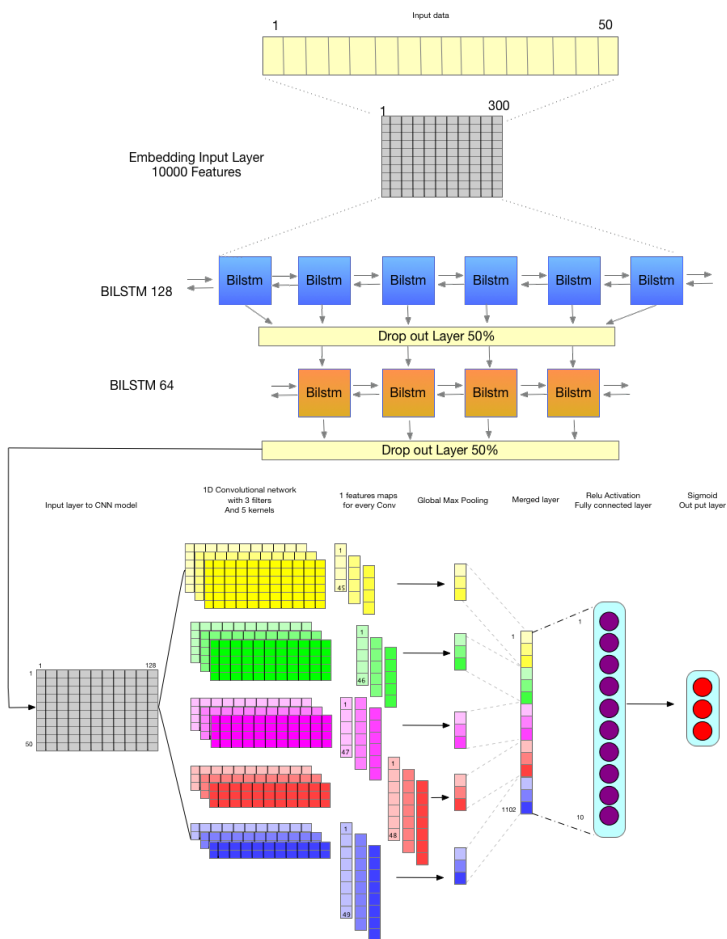 Input data
1 50
1 300
Embedding Input Layer
10000 Features
Bilstm Bilstm Bilstm Bilstm Bilstm Bilstm
BILSTM 128
Drop out Layer 50%
BILSTM 64
Bilstm Bilstm Bilstm Bilstm
Drop out Layer 50%
Input layer to CNN model
1D Convolutional network
with 3 filters
And 5 kernels
1 features maps
for every Conv
Global Max Pooling
Merged layer
Relu Activation
Fully connected layer
Sigmoid
Out put layer
1 128
1
50
1
45
1
46
1
47
1
48
1
49
1
1102
1
10